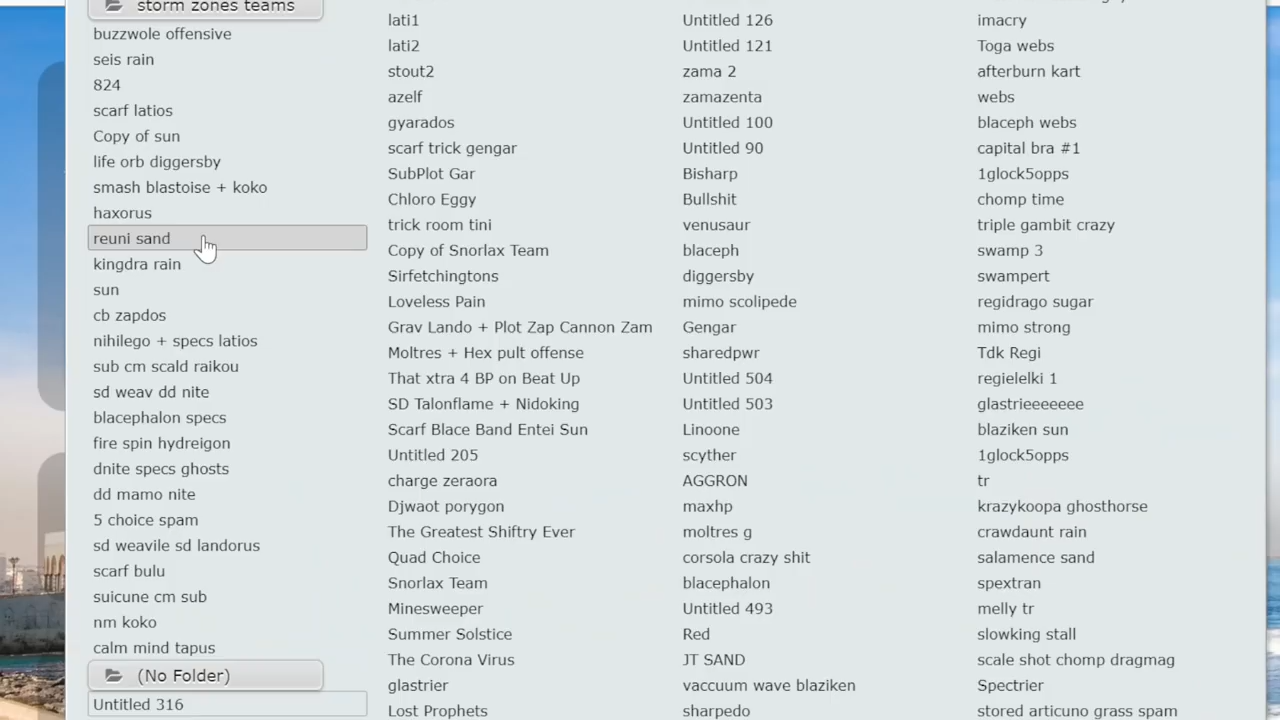 storm zones teams
buzzwole offensive
seis rain
824
scarf latios
Copy of sun
life orb diggersby
smash blastoise + koko
haxorus
reuni sand
kingdra rain
sun
cb zapdos
nihilego + specs latios
sub cm scald raikou
sd weav dd nite
blacephalon specs
fire spin hydreigon
dnite specs ghosts
dd mamo nite
5 choice spam
sd weavile sd landorus
scarf bulu
suicune cm sub
nm koko
calm mind tapus
(No Folder)
Untitled 316
lati1
lati2
stout2
azelf
gyarados
scarf trick gengar
SubPlot Gar
Chloro Eggy
trick room tini
Copy of Snorlax Team
Sirfetchingtons
Loveless Pain
Grav Lando + Plot Zap Cannon Zam
Moltres + Hex pult offense
That xtra 4 BP on Beat Up
SD Talonflame + Nidoking
Scarf Blace Band Entei Sun
Untitled 205
charge zeraora
Djwaot porygon
The Greatest Shiftry Ever
Quad Choice
Snorlax Team
Minesweeper
Summer Solstice
The Corona Virus
glastrier
Lost Prophets
Untitled 126
Untitled 121
zama 2
zamazenta
Untitled 100
Untitled 90
Bisharp
Bullshit
venusaur
blaceph
diggersby
mimo scolipede
Gengar
sharedpwr
Untitled 504
Untitled 503
Linoone
scyther
AGGRON
maxhp
moltres g
corsola crazy shit
blacephalon
Untitled 493
Red
JT SAND
vaccuum wave blaziken
sharpedo
imacry
Toga webs
afterburn kart
webs
blaceph webs
capital bra #1
1glock5opps
chomp time
triple gambit crazy
swamp 3
swampert
regidrago sugar
mimo strong
Tdk Regi
regielelki 1
glastrieeeeeee
blaziken sun
1glock5opps
tr
krazykoopa ghosthorse
crawdaunt rain
salamence sand
spextran
melly tr
slowking stall
scale shot chomp dragmag
Spectrier
stored articuno grass spam